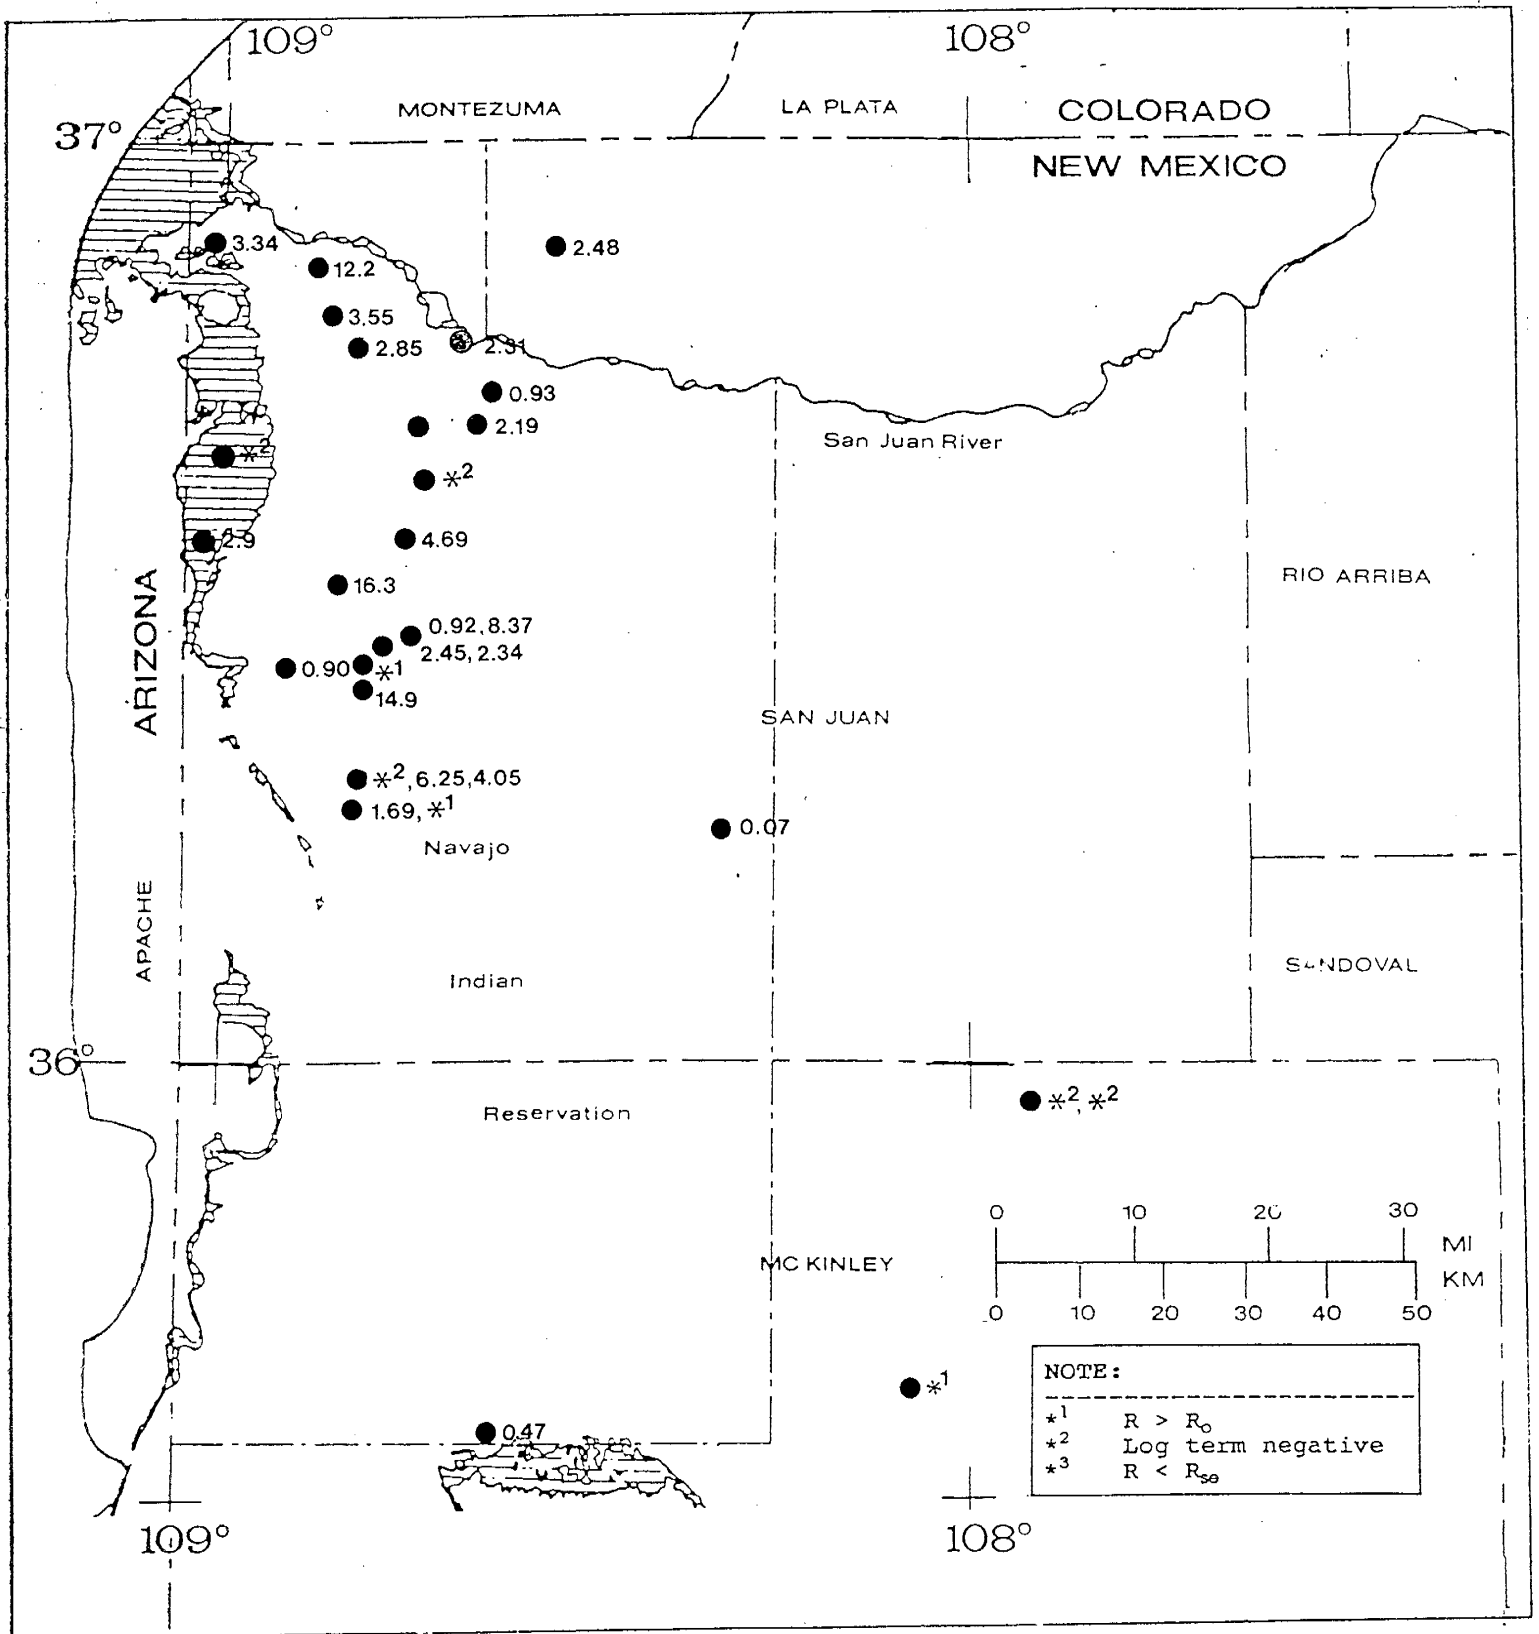 109°
108°
MONTEZUMA
LA PLATA
COLORADO
37°
NEW MEXICO
3.34
2.48
12.2
3.55
2.85
2.31
0.93
2.19
San Juan River
*2
*2
2.9
4.69
RIO ARRIBA
16.3
ARIZONA
0.92, 8.37
2.45, 2.34
0.90
*1
14.9
SAN JUAN
*2, 6.25, 4.05
1.69, *1
0.07
Navajo
APACHE
Indian
SANDOVAL
36°
*2, *2
Reservation
0 10 20 30
MI
MC KINLEY
KM
0 10 20 30 40 50
NOTE:
*1 R > Ro
*2 Log term negative
*3 R < Rse
*1
0.47
109°
108°